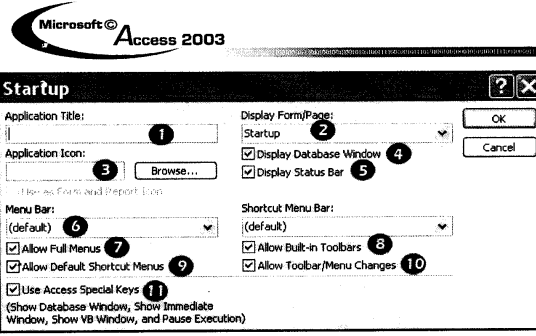 Microsoft©
Access 2003
Startup
Application Title:
1
Display Form/Page:
Startup 2
OK
Application Icon:
3 Browse...
Display Database Window 4
Cancel
Display Status Bar 5
Use as Form and Report Icon
Menu Bar:
(default) 6
Shortcut Menu Bar:
(default)
Allow Full Menus 7
Allow Built-in Toolbars 8
Allow Default Shortcut Menus 9
Allow Toolbar/Menu Changes 10
Use Access Special Keys 11
(Show Database Window, Show Immediate
Window, Show VB Window, and Pause Execution)